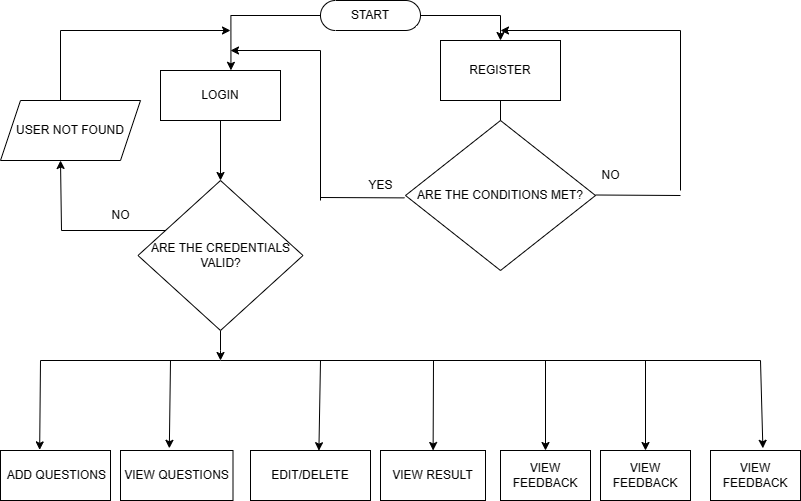 START
REGISTER
LOGIN
USER NOT FOUND
YES
NO
ARE THE CONDITIONS MET?
NO
ARE THE CREDENTIALS
VALID?
ADD QUESTIONS
VIEW QUESTIONS
EDIT/DELETE
VIEW RESULT
VIEW
FEEDBACK
VIEW
FEEDBACK
VIEW
FEEDBACK